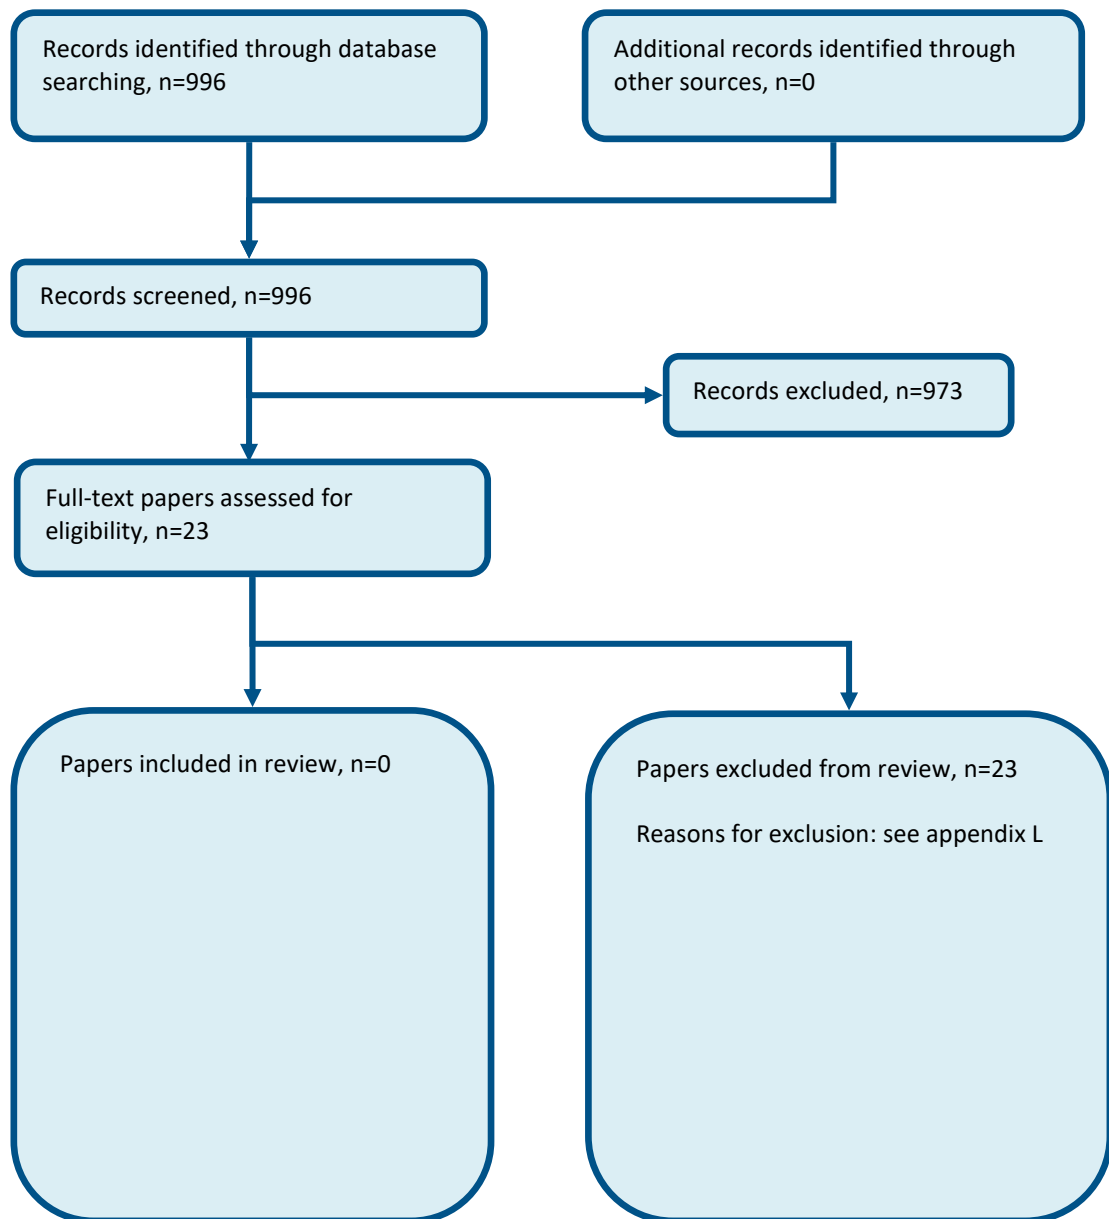 Records identified through database
searching, n=996
Additional records identified through
other sources, n=0
Records screened, n=996
Records excluded, n=973
Full-text papers assessed for
eligibility, n=23
Papers included in review, n=0
Papers excluded from review, n=23
Reasons for exclusion: see appendix L